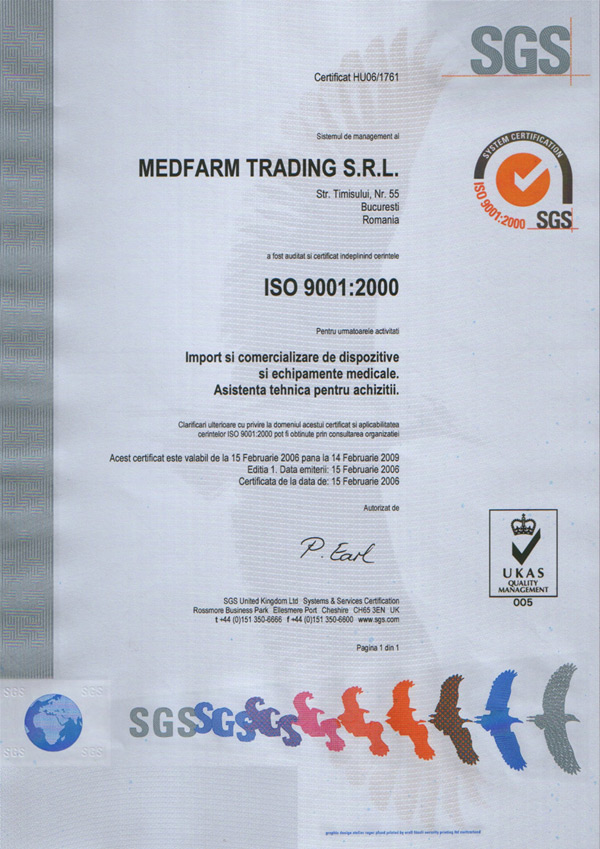 SGS
Certificat HU06/1761
Sistemul de management al
MEDFARM TRADING S.R.L.
Str. Timisului, Nr. 55
Bucuresti
Romania
SYSTEM CERTIFICATION
ISO 9001:2000
SGS
a fost auditat si certificat indeplinind cerintele
ISO 9001:2000
Pentru urmatoarele activitati
Import si comercializare de dispozitive
si echipamente medicale.
Asistenta tehnica pentru achizitii.
Clarificari ulterioare cu privire la domeniul acestui certificat si aplicabilitatea
cerintelor ISO 9001:2000 pot fi obtinute prin consultarea organizatiei
Acest certificat este valabil de la 15 Februarie 2006 pana la 14 Februarie 2009
Editia 1. Data emiterii: 15 Februarie 2006
Certificata de la data de: 15 Februarie 2006
Autorizat de
P. Earl
UKAS
QUALITY
MANAGEMENT
005
SGS United Kingdom Ltd Systems & Services Certification
Rossmore Business Park Ellesmere Port Cheshire CH65 3EN UK
t +44 (0)151 350-6666 f +44 (0)151 350-6600 www.sgs.com
Pagina 1 din 1
SGS SGS
SGS SGS
SGS SGS SGS SGS